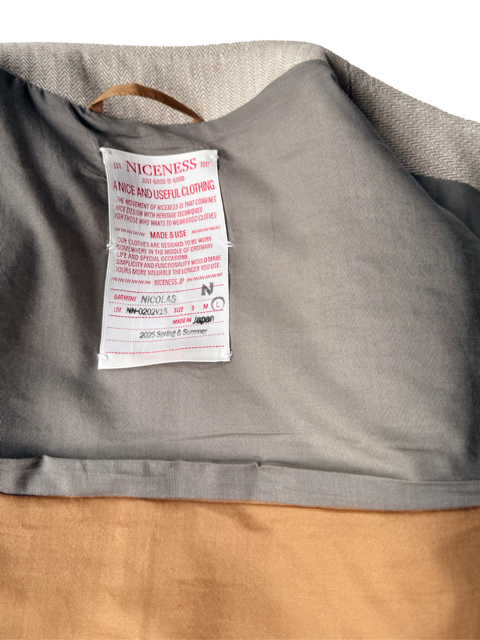 EST. NICENESS 2017
JUST GOOD IS GOOD
A NICE AND USEFUL CLOTHING
THE MOVEMENT OF NICENESS IS THAT COMBINES
NICE DESIGN WITH HERITAGE TECHNIQUES
FOR THOSE WHO WANTS TO WEAR GOOD CLOTHES
MADE & USE
OUR CLOTHES ARE DESIGNED TO BE WORN
SOMEWHERE IN THE MIDDLE OF ORDINARY
LIFE AND SPECIAL OCCASIONS.
SIMPLICITY AND FUNCTIONALITY WOULD MAKE
YOURS MORE VALUABLE THE LONGER YOU USE.
NICENESS.JP
N
GARMENT NICOLAS
LOT. NN-0202V15 SIZE S M L
MADE IN Japan
2025 Spring & Summer